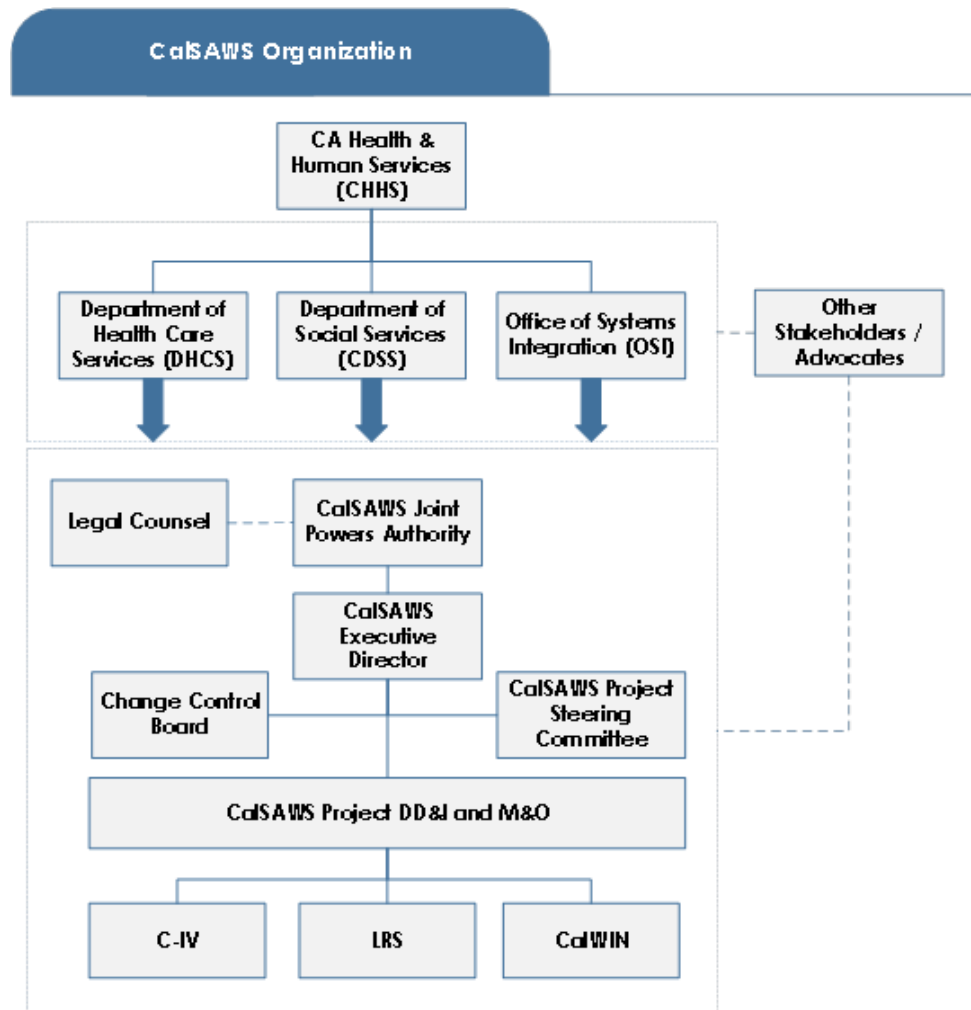 CalSAWS Organization
CA Health &
Human Services
(CHHS)
Department of
Health Care
Services (DHCS)
Department of
Social Services
(CDSS)
Office of Systems
Integration (OSI)
Other
Stakeholders /
Advocates
Legal Counsel
CalSAWS Joint
Powers Authority
CalSAWS
Executive
Director
Change Control
Board
CalSAWS Project
Steering
Committee
CalSAWS Project DD&I and M&O
C-IV
LRS
CalWIN